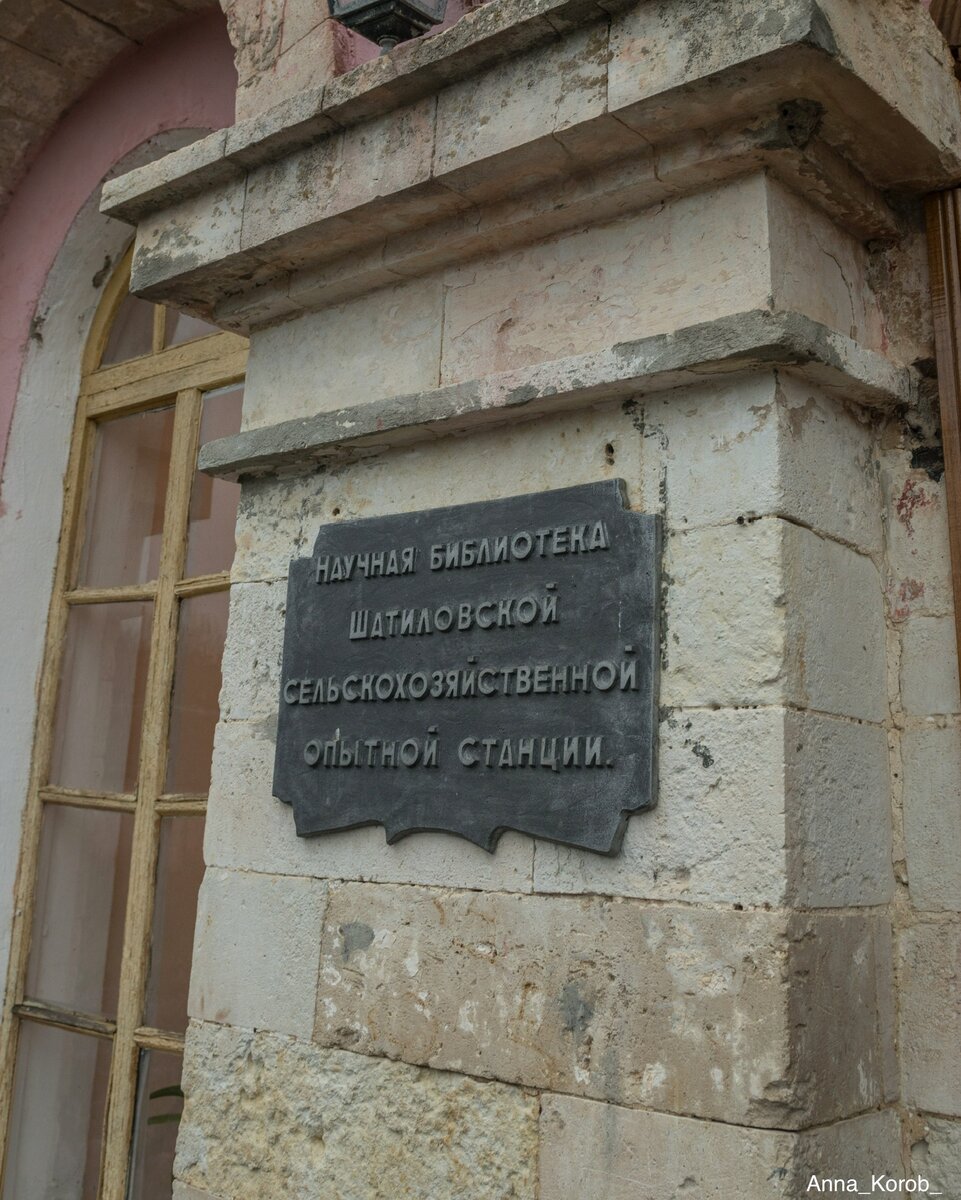 НАУЧНАЯ БИБЛИОТЕКА
ШАТИЛОВСКОЙ
СЕЛЬСКОХОЗЯЙСТВЕННОЙ
ОПЫТНОЙ СТАНЦИИ.
Anna_Korob_